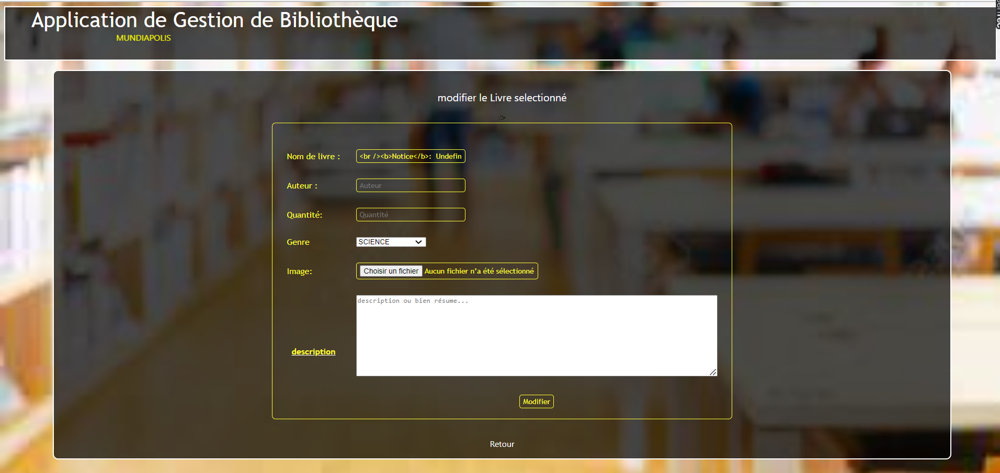 Application de Gestion de Bibliothèque
MUNDIAPOLIS
modifier le Livre selectionné
/>
Nom de livre : <br /><b>Notice</b>: Undefin
Auteur : Auteur
Quantité: Quantité
Genre SCIENCE
Image: Choisir un fichier Aucun fichier n’a été sélectionné
description ou bien résume...
description
Modifier
Retour